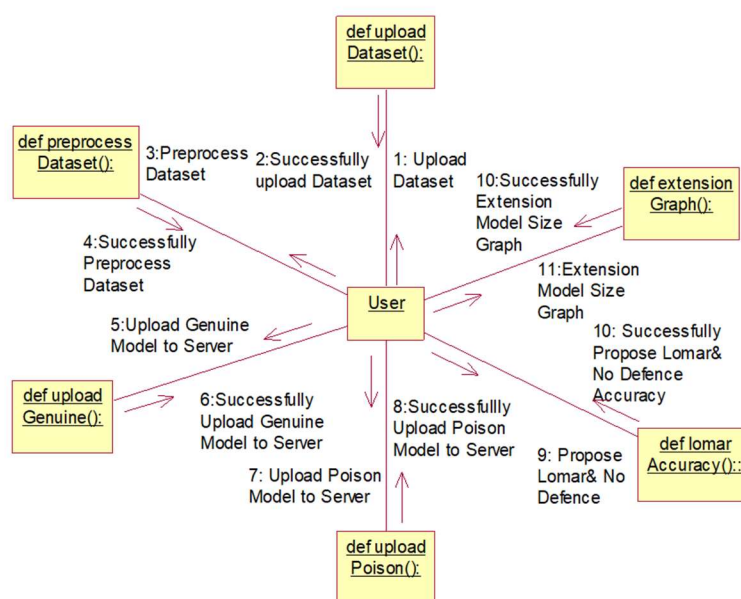 def upload
Dataset():
def preprocess
Dataset():
3:Preprocess
Dataset
2:Successfully
upload Dataset
1: Upload
Dataset
10:Successfully
Extension
Model Size
Graph
def extension
Graph():
4:Successfully
Preprocess
Dataset
User
11:Extension
Model Size
Graph
5:Upload Genuine
Model to Server
10: Successfully
Propose Lomar&
No Defence
Accuracy
def upload
Genuine():
6:Successfully
Upload Genuine
Model to Server
8:Successfullly
Upload Poison
Model to Server
def lomar
Accuracy()::
7: Upload Poison
Model to Server
9: Propose
Lomar& No
Defence
def upload
Poison():